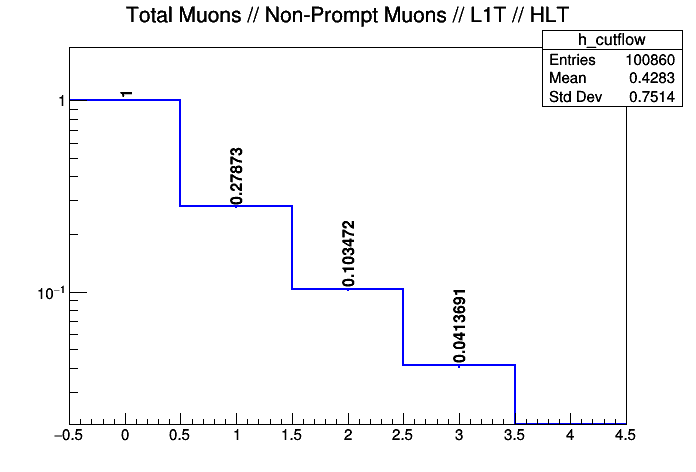 Total Muons // Non-Prompt Muons // L1T // HLT
h_cutflow
Entries 100860
Mean 0.4283
Std Dev 0.7514
1
1
0.27873
0.103472
0.0413691
10⁻¹
−0.5 0 0.5 1 1.5 2 2.5 3 3.5 4 4.5